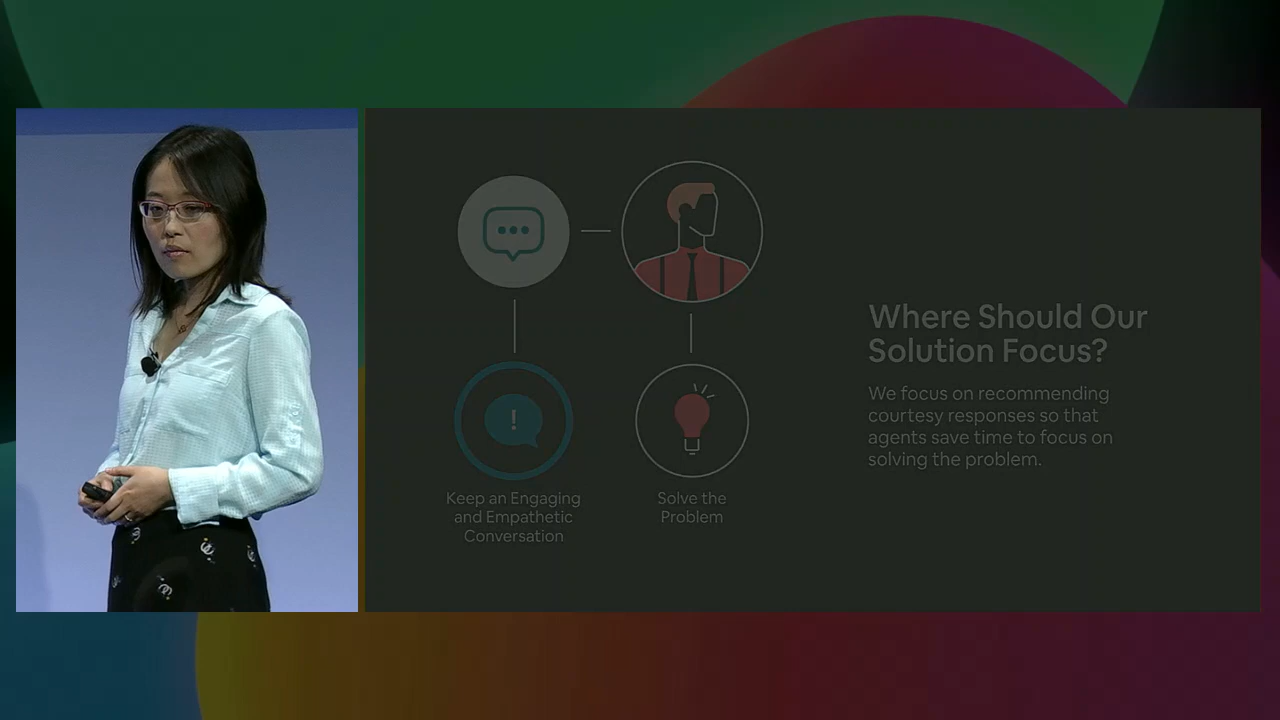 Where Should Our
Solution Focus?
We focus on recommending
courtesy responses so that
agents save time to focus on
solving the problem.
Keep an Engaging
and Empathetic
Conversation
Solve the
Problem
!